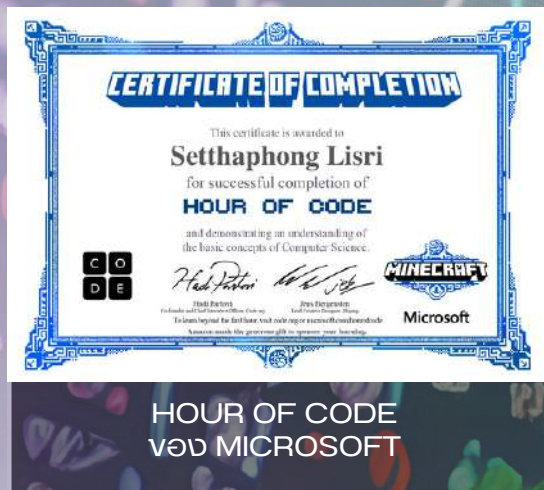 CERTIFICATE OF COMPLETION
This certificate is awarded to
Setthaphong Lisri
for successful completion of
HOUR OF CODE
and demonstrating an understanding of
the basic concepts of Computer Science.
C O
D E
Hadi Partovi
Jens Bergensten
MINECRAFT
Microsoft
HOUR OF CODE
ของ MICROSOFT